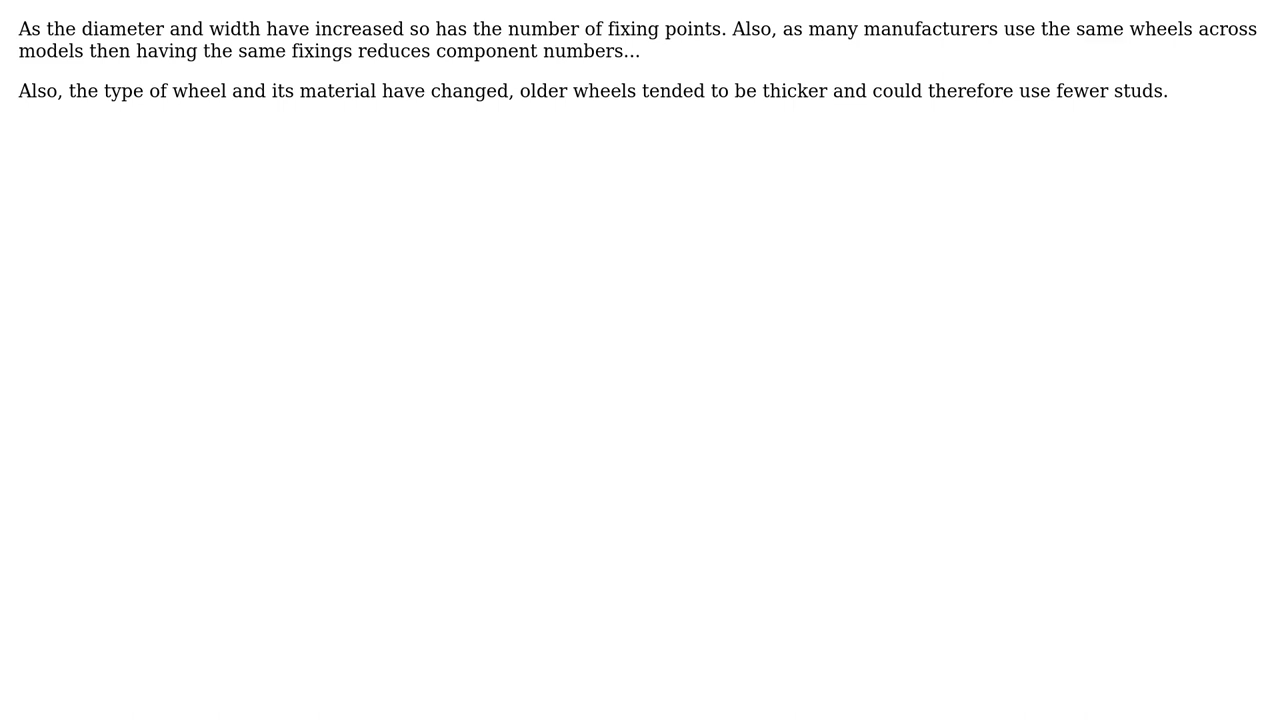 As the diameter and width have increased so has the number of fixing points. Also, as many manufacturers use the same wheels across
models then having the same fixings reduces component numbers...
Also, the type of wheel and its material have changed, older wheels tended to be thicker and could therefore use fewer studs.